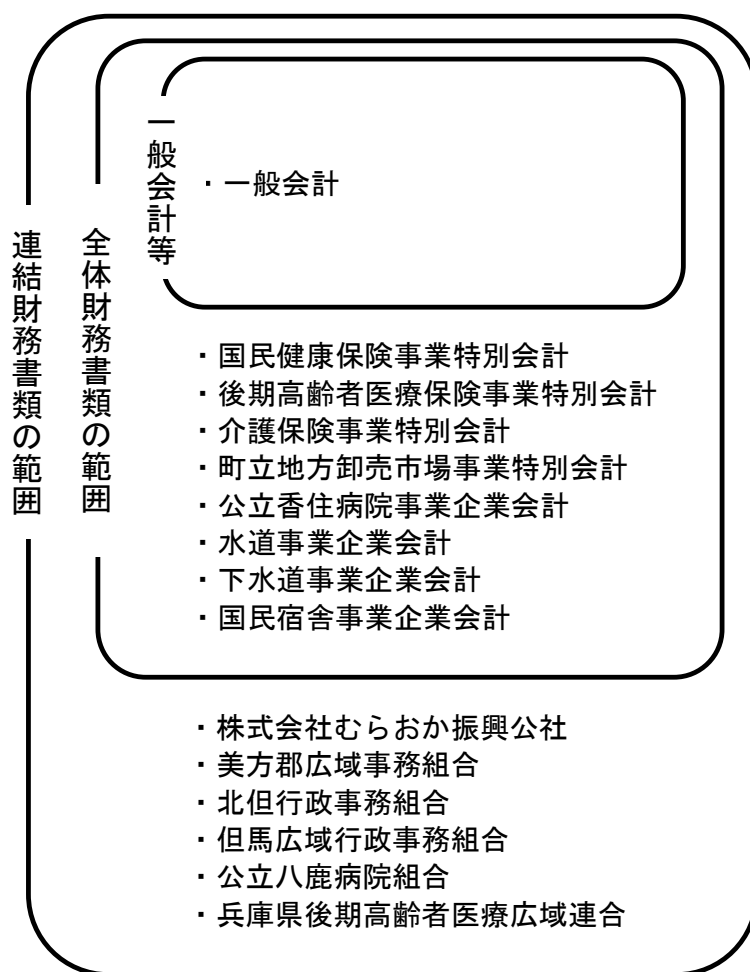 連結財務書類の範囲
全体財務書類の範囲
一般会計等
・一般会計
・国民健康保険事業特別会計
・後期高齢者医療保険事業特別会計
・介護保険事業特別会計
・町立地方卸売市場事業特別会計
・公立香住病院事業企業会計
・水道事業企業会計
・下水道事業企業会計
・国民宿舎事業企業会計
・株式会社むらおか振興公社
・美方郡広域事務組合
・北但行政事務組合
・但馬広域行政事務組合
・公立八鹿病院組合
・兵庫県後期高齢者医療広域連合